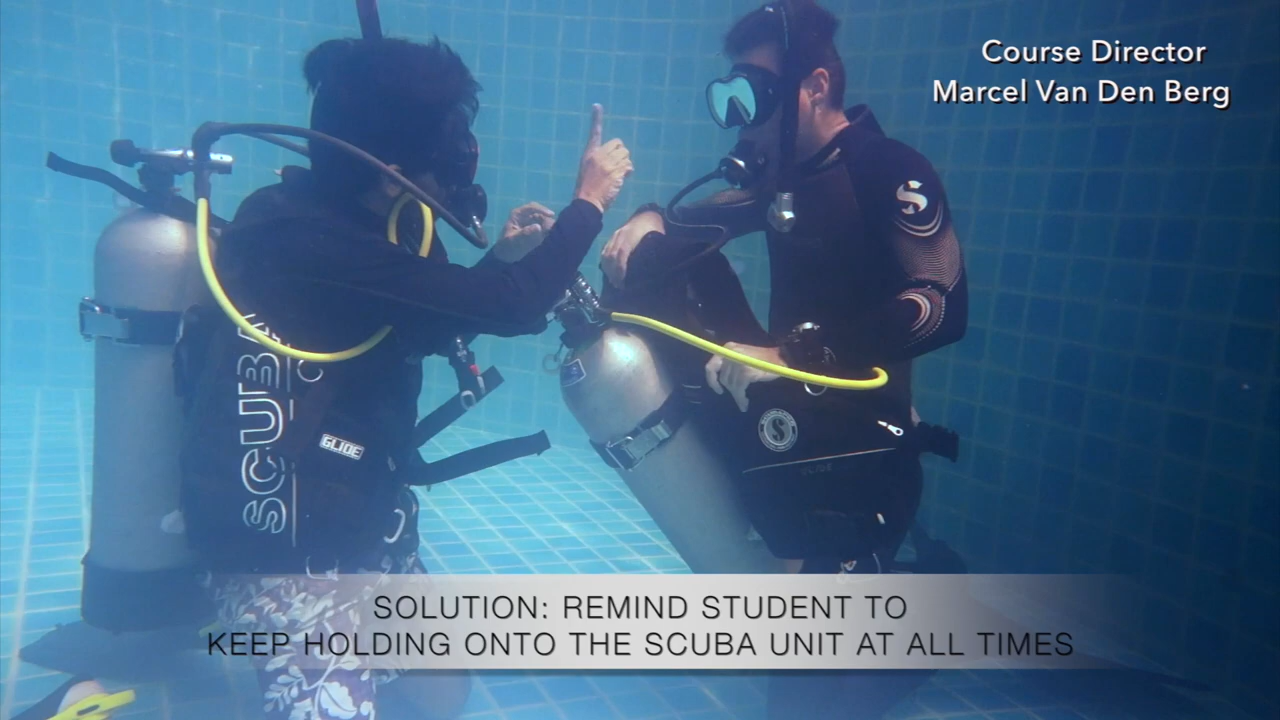 Course Director
Marcel Van Den Berg
SCUBA
GLIDE
GLIDE
SOLUTION: REMIND STUDENT TO
KEEP HOLDING ONTO THE SCUBA UNIT AT ALL TIMES